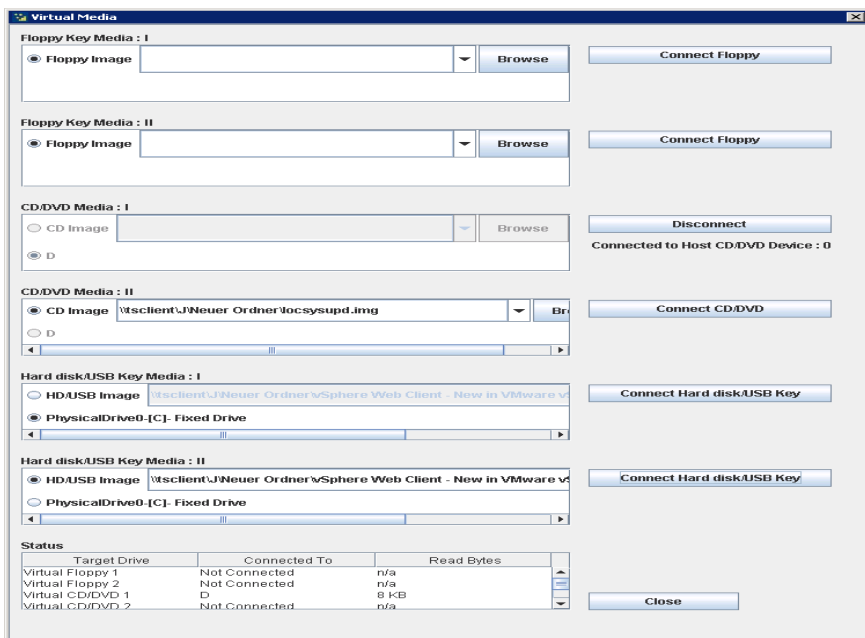 Virtual Media
Floppy Key Media : I
Floppy Image
Browse
Connect Floppy
Floppy Key Media : II
Floppy Image
Browse
Connect Floppy
CD/DVD Media : I
CD Image
Browse
Disconnect
D
Connected to Host CD/DVD Device : 0
CD/DVD Media : II
CD Image \\tsclient\J\Neuer Ordner\locsysupd.img
Connect CD/DVD
D
Hard disk/USB Key Media : I
HD/USB Image \\tsclient\J\Neuer Ordner\vSphere Web Client - New in VMware
Connect Hard disk/USB Key
PhysicalDrive0-[C]- Fixed Drive
Hard disk/USB Key Media : II
HD/USB Image \\tsclient\J\Neuer Ordner\vSphere Web Client - New in VMware
Connect Hard disk/USB Key
PhysicalDrive0-[C]- Fixed Drive
Status
Target Drive Connected To Read Bytes
Virtual Floppy 1 Not Connected n/a
Virtual Floppy 2 Not Connected n/a
Virtual CD/DVD 1 D 8 KB
Virtual CD/DVD 2 Not Connected n/a
Close